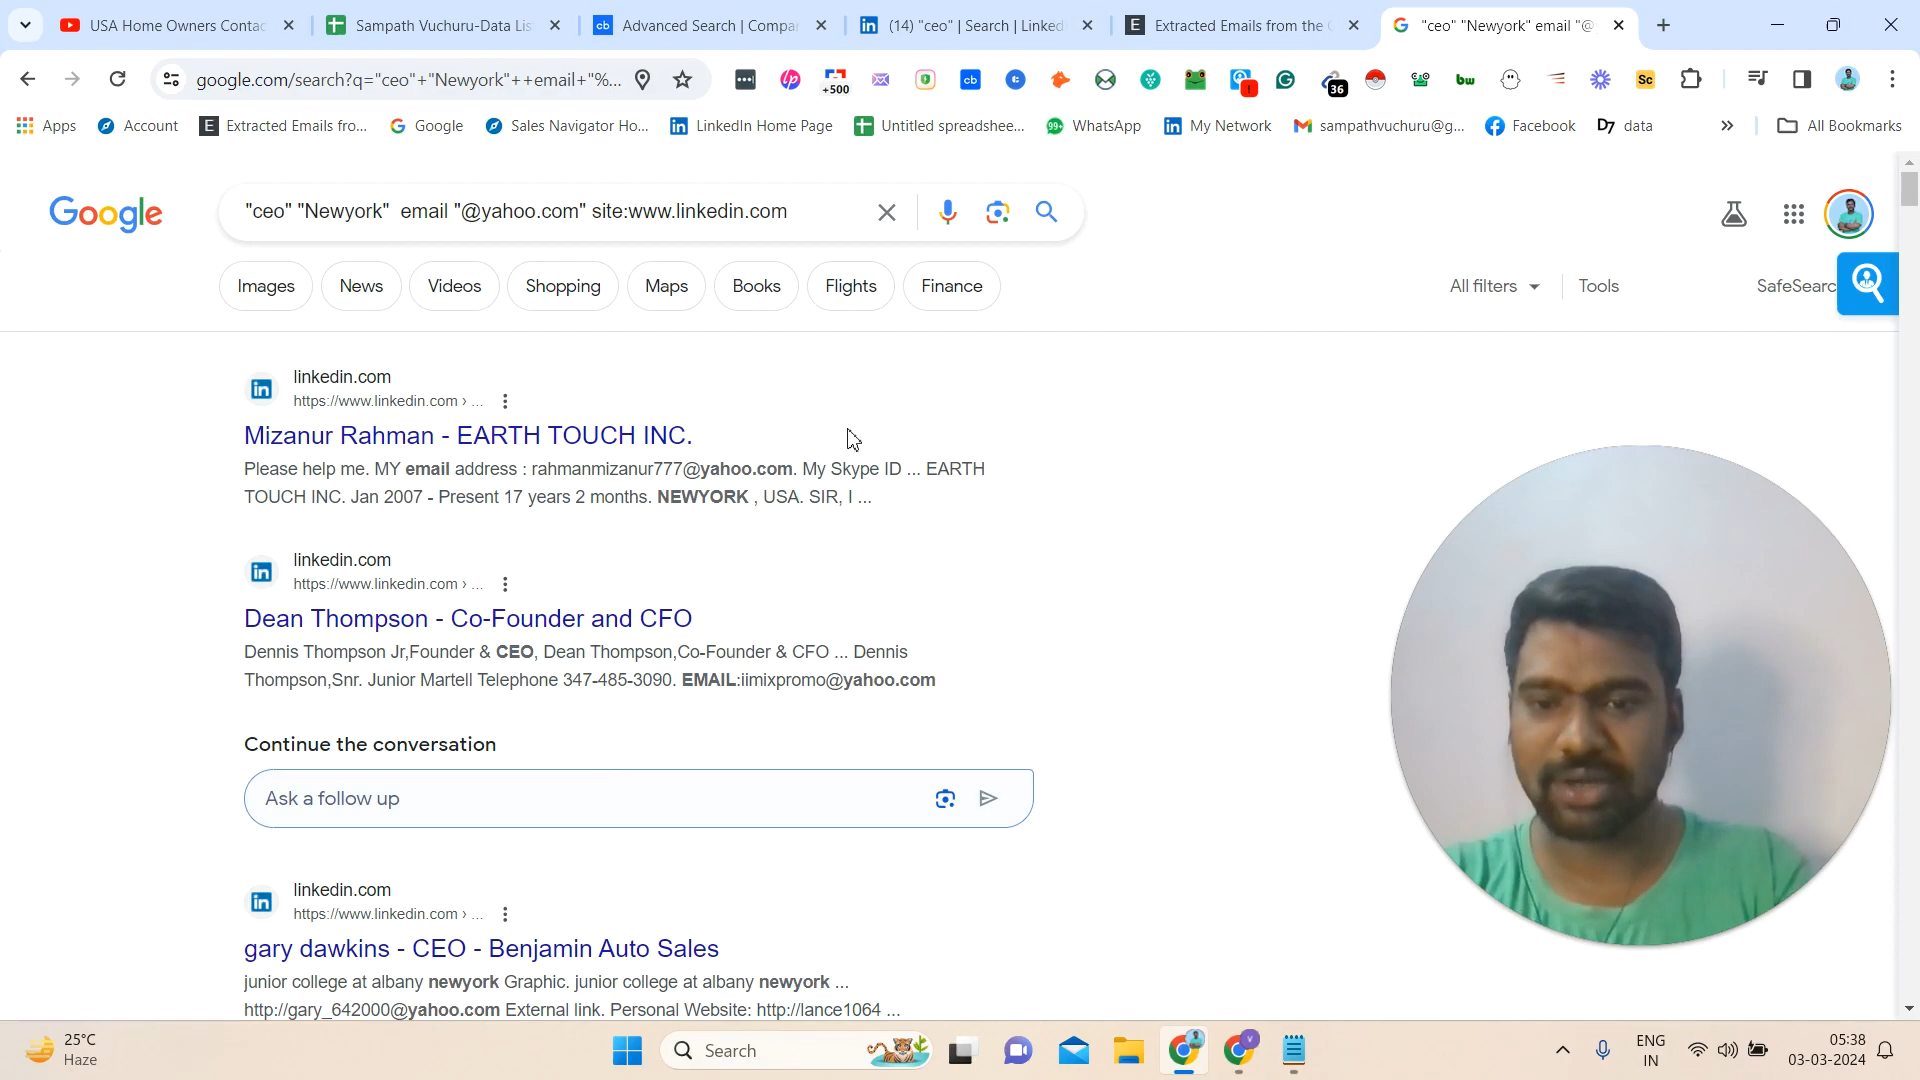 USA Home Owners Contac
Sampath Vuchuru-Data Lis
Advanced Search | Compa
(14) "ceo" | Search | Linked
Extracted Emails from the
"ceo" "Newyork" email "@
google.com/search?q="ceo"+"Newyork"++email+"%...
+500
36
Apps
Account
Extracted Emails fro...
Google
Sales Navigator Ho...
LinkedIn Home Page
Untitled spreadshee...
99+
WhatsApp
My Network
sampathvuchuru@g...
Facebook
D7
data
All Bookmarks
Google
"ceo" "Newyork" email "@yahoo.com" site:www.linkedin.com
Images
News
Videos
Shopping
Maps
Books
Flights
Finance
All filters
Tools
SafeSearc
linkedin.com
https://www.linkedin.com › ...
Mizanur Rahman - EARTH TOUCH INC.
Please help me. MY email address : rahmanmizanur777@yahoo.com. My Skype ID ... EARTH
TOUCH INC. Jan 2007 - Present 17 years 2 months. NEWYORK , USA. SIR, I ...
linkedin.com
https://www.linkedin.com › ...
Dean Thompson - Co-Founder and CFO
Dennis Thompson Jr,Founder & CEO, Dean Thompson,Co-Founder & CFO ... Dennis
Thompson,Snr. Junior Martell Telephone 347-485-3090. EMAIL:iimixpromo@yahoo.com
Continue the conversation
Ask a follow up
linkedin.com
https://www.linkedin.com › ...
gary dawkins - CEO - Benjamin Auto Sales
junior college at albany newyork Graphic. junior college at albany newyork ...
http://gary_642000@yahoo.com External link. Personal Website: http://lance1064 ...
25°C
Haze
Search
ENG
IN
05:38
03-03-2024